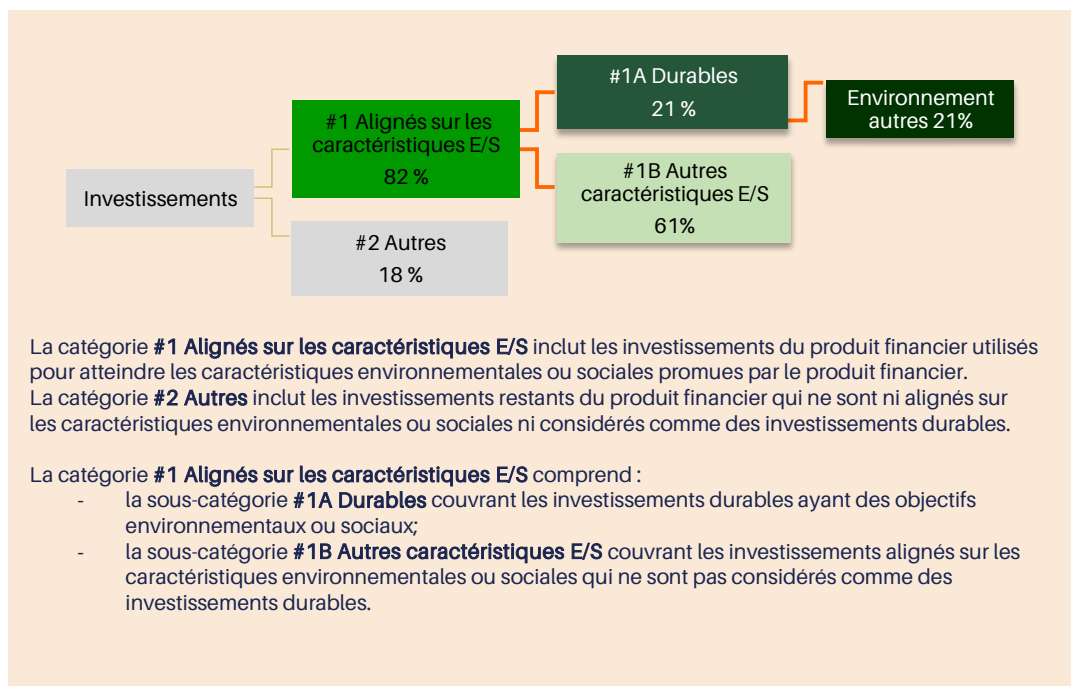 Investissements
#1 Alignés sur les
caractéristiques E/S
82 %
#2 Autres
18 %
#1A Durables
21 %
#1B Autres
caractéristiques E/S
61%
Environnement
autres 21%
La catégorie #1 Alignés sur les caractéristiques E/S inclut les investissements du produit financier utilisés
pour atteindre les caractéristiques environnementales ou sociales promues par le produit financier.
La catégorie #2 Autres inclut les investissements restants du produit financier qui ne sont ni alignés sur
les caractéristiques environnementales ou sociales ni considérés comme des investissements durables.
La catégorie #1 Alignés sur les caractéristiques E/S comprend :
- la sous-catégorie #1A Durables couvrant les investissements durables ayant des objectifs
environnementaux ou sociaux;
- la sous-catégorie #1B Autres caractéristiques E/S couvrant les investissements alignés sur les
caractéristiques environnementales ou sociales qui ne sont pas considérés comme des
investissements durables.